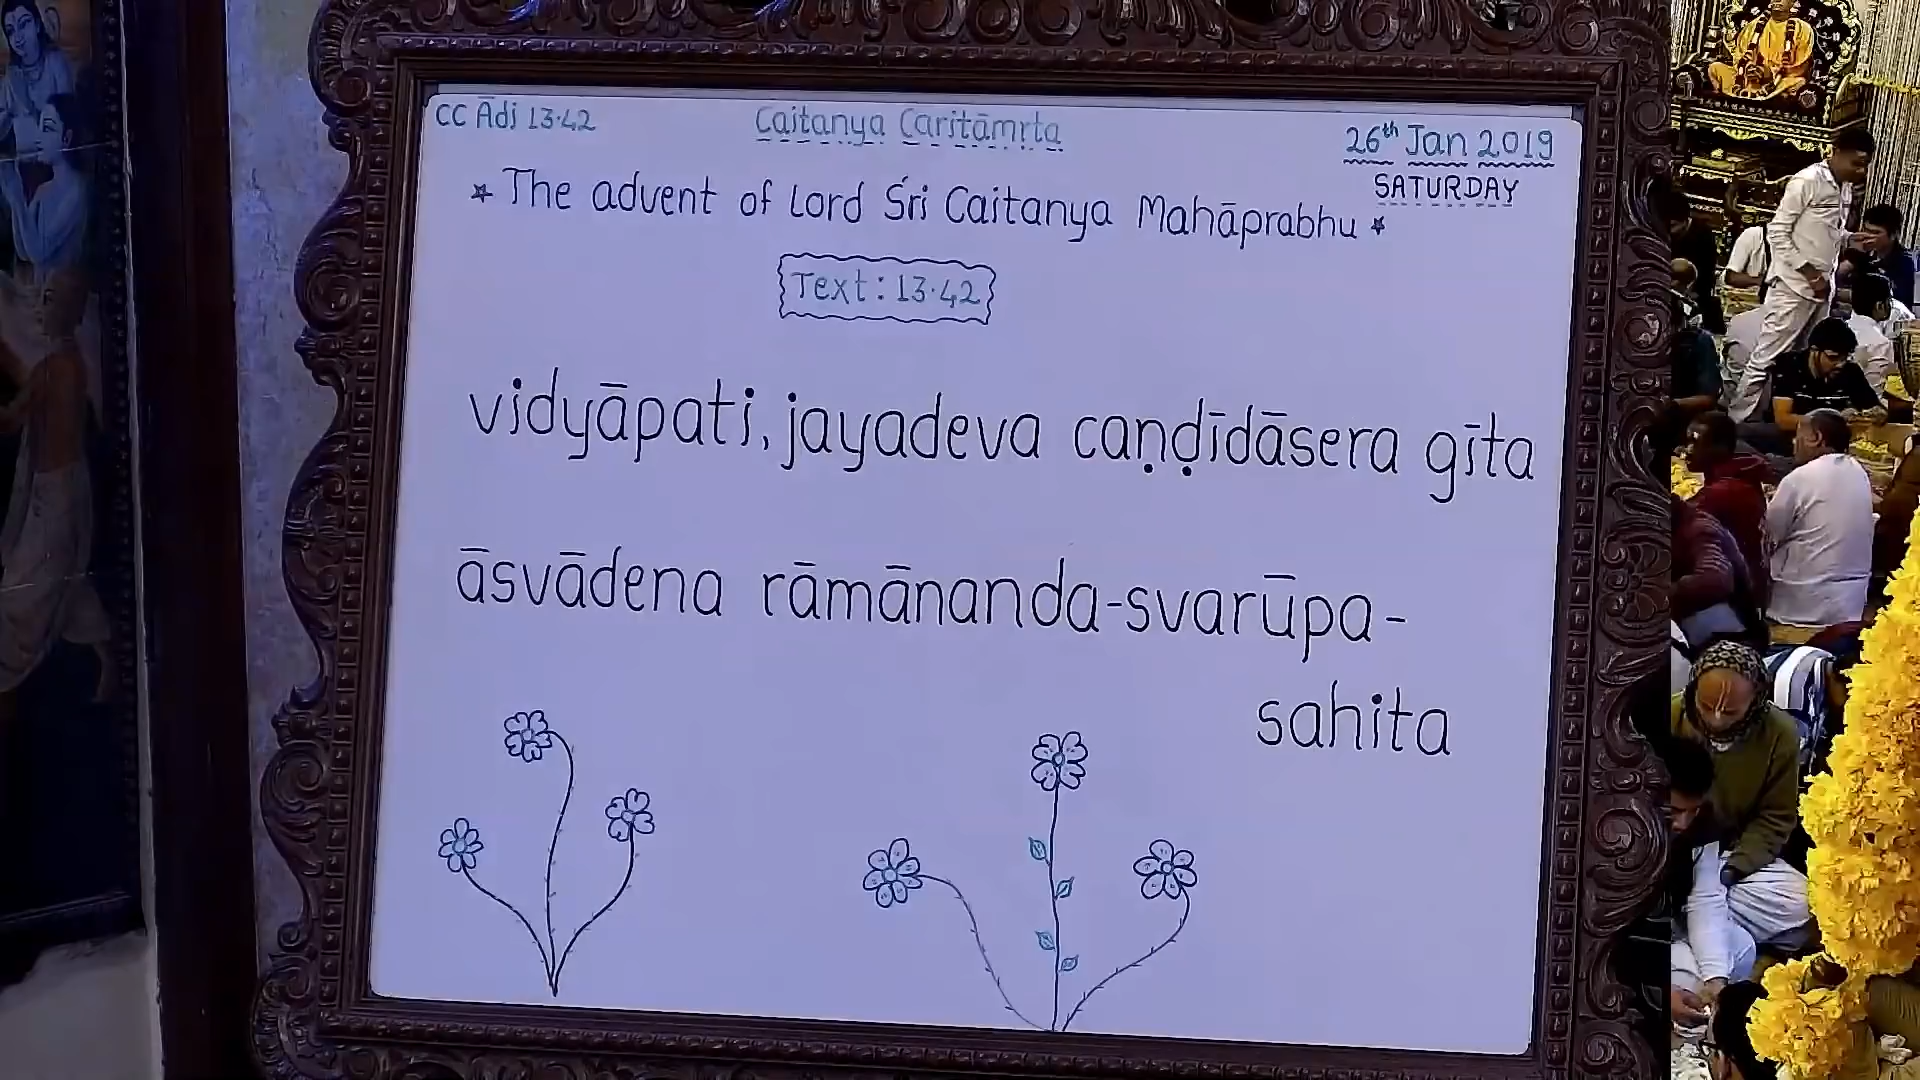 CC Ādi 13.42
Caitanya Caritāmṛta
26th Jan 2019
SATURDAY
* The advent of Lord Śri Caitanya Mahāprabhu *
Text: 13.42
vidyāpati, jayadeva caṇḍīdāsera gīta
āsvādena rāmānanda-svarūpa-
sahita